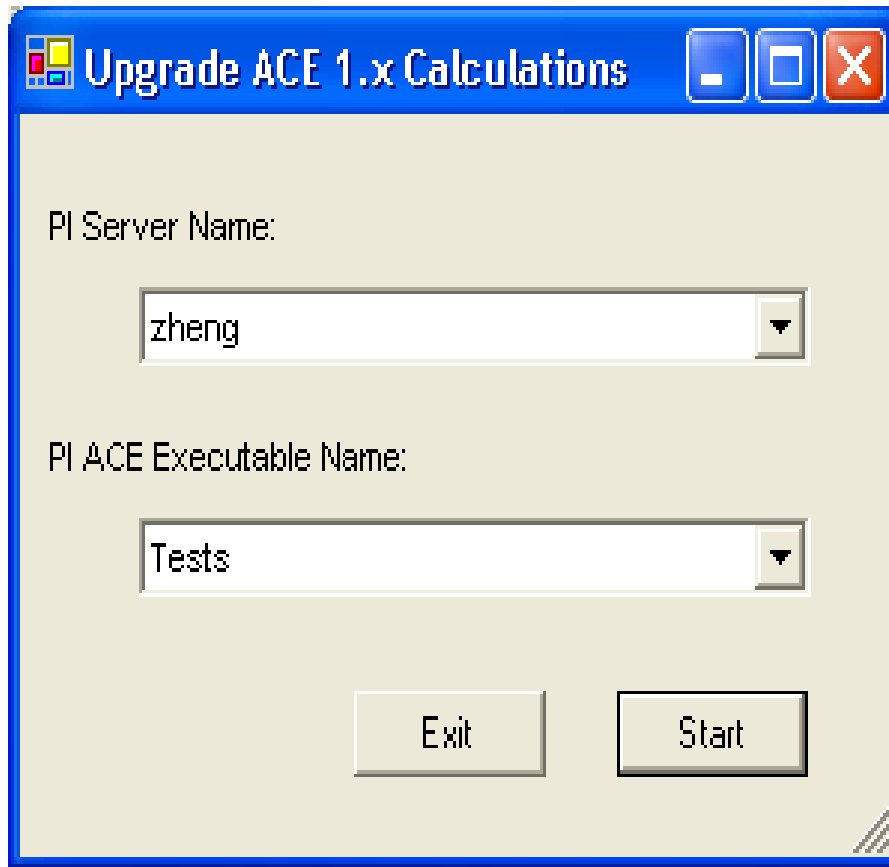 Upgrade ACE 1.x Calculations
PI Server Name:
zheng
PI ACE Executable Name:
Tests
Exit Start